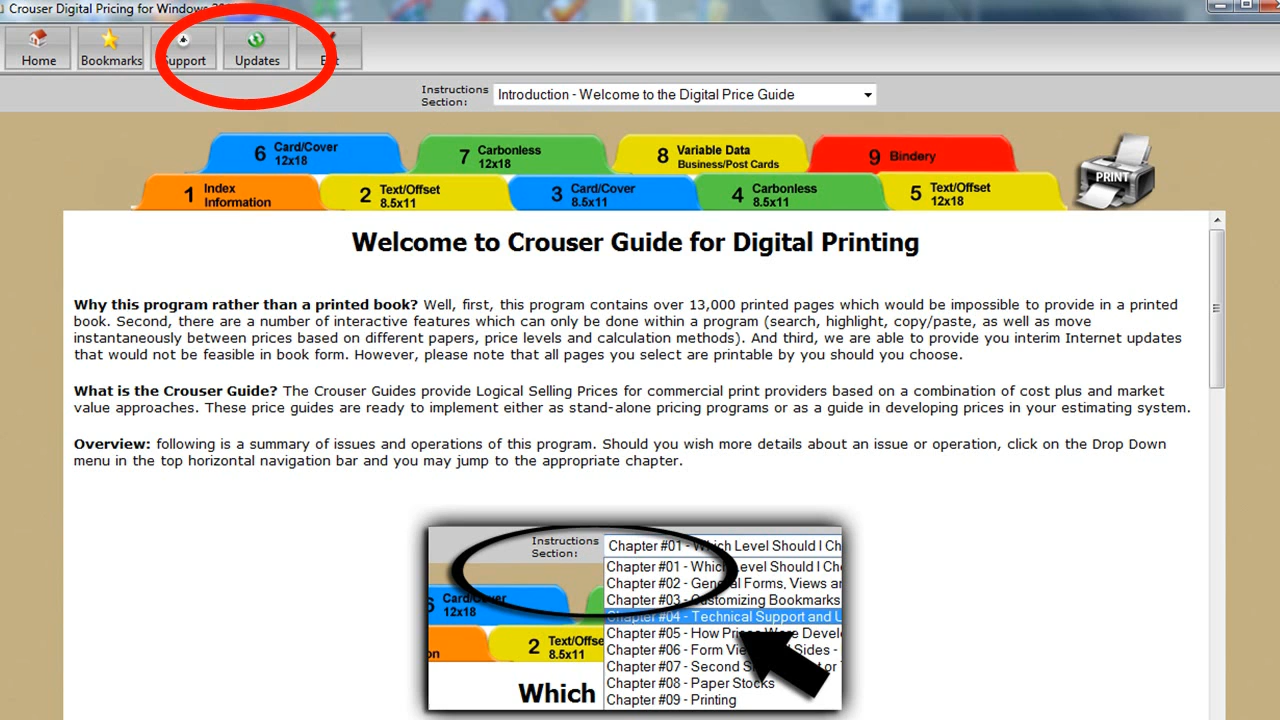 Crouser Digital Pricing for Windows
Home Bookmarks Support Updates
Instructions
Section:
Introduction - Welcome to the Digital Price Guide
6 Card/Cover
12x18
7 Carbonless
12x18
8 Variable Data
Business/Post Cards
9 Bindery
1 Index
Information
2 Text/Offset
8.5x11
3 Card/Cover
8.5x11
4 Carbonless
8.5x11
5 Text/Offset
12x18
PRINT
Welcome to Crouser Guide for Digital Printing
Why this program rather than a printed book? Well, first, this program contains over 13,000 printed pages which would be impossible to provide in a printed
book. Second, there are a number of interactive features which can only be done within a program (search, highlight, copy/paste, as well as move
instantaneously between prices based on different papers, price levels and calculation methods). And third, we are able to provide you interim Internet updates
that would not be feasible in book form. However, please note that all pages you select are printable by you should you choose.
What is the Crouser Guide? The Crouser Guides provide Logical Selling Prices for commercial print providers based on a combination of cost plus and market
value approaches. These price guides are ready to implement either as stand-alone pricing programs or as a guide in developing prices in your estimating system.
Overview: following is a summary of issues and operations of this program. Should you wish more details about an issue or operation, click on the Drop Down
menu in the top horizontal navigation bar and you may jump to the appropriate chapter.
Instructions
Section:
Chapter #01 - Which Level Should I Ch
Chapter #01 - Which Level Should I Ch
Chapter #02 - General Forms, Views
Chapter #03 - Customizing Bookmarks
Chapter #04 - Technical Support and U
Chapter #05 - How Prices Were Devel
Chapter #06 - Form Sides -
Chapter #07 - Second or
Chapter #08 - Paper Stocks
Chapter #09 - Printing
6 Card/Cover
12x18
on
2 Text/Offse
8.5x11
Which